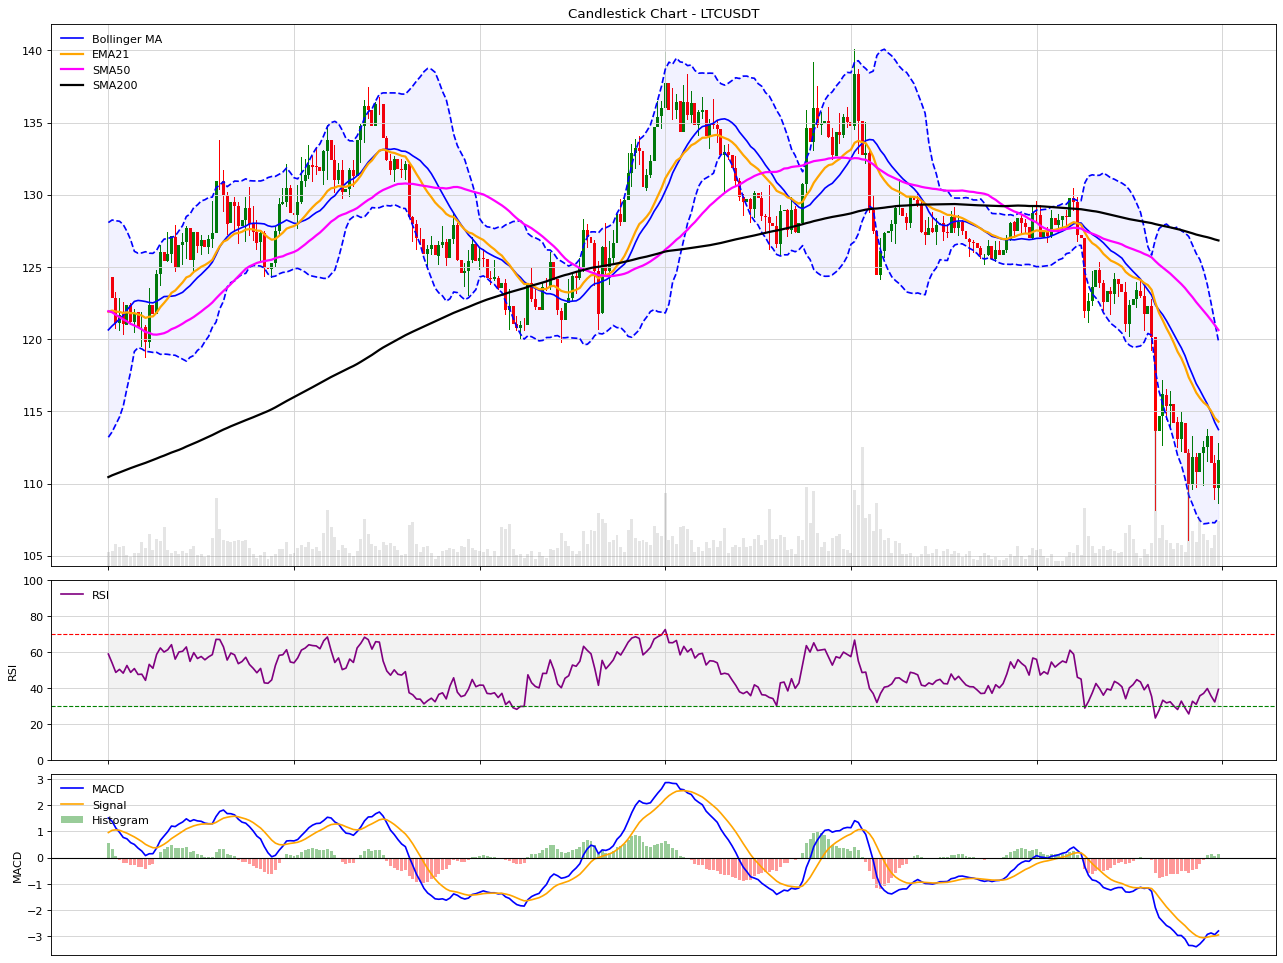 Candlestick Chart - LTCUSDT
Bollinger MA
EMA21
SMA50
SMA200
140
135
130
125
120
115
110
105
RSI
100
80
60
40
20
0
RSI
MACD
Signal
Histogram
3
2
1
0
−1
−2
−3
MACD